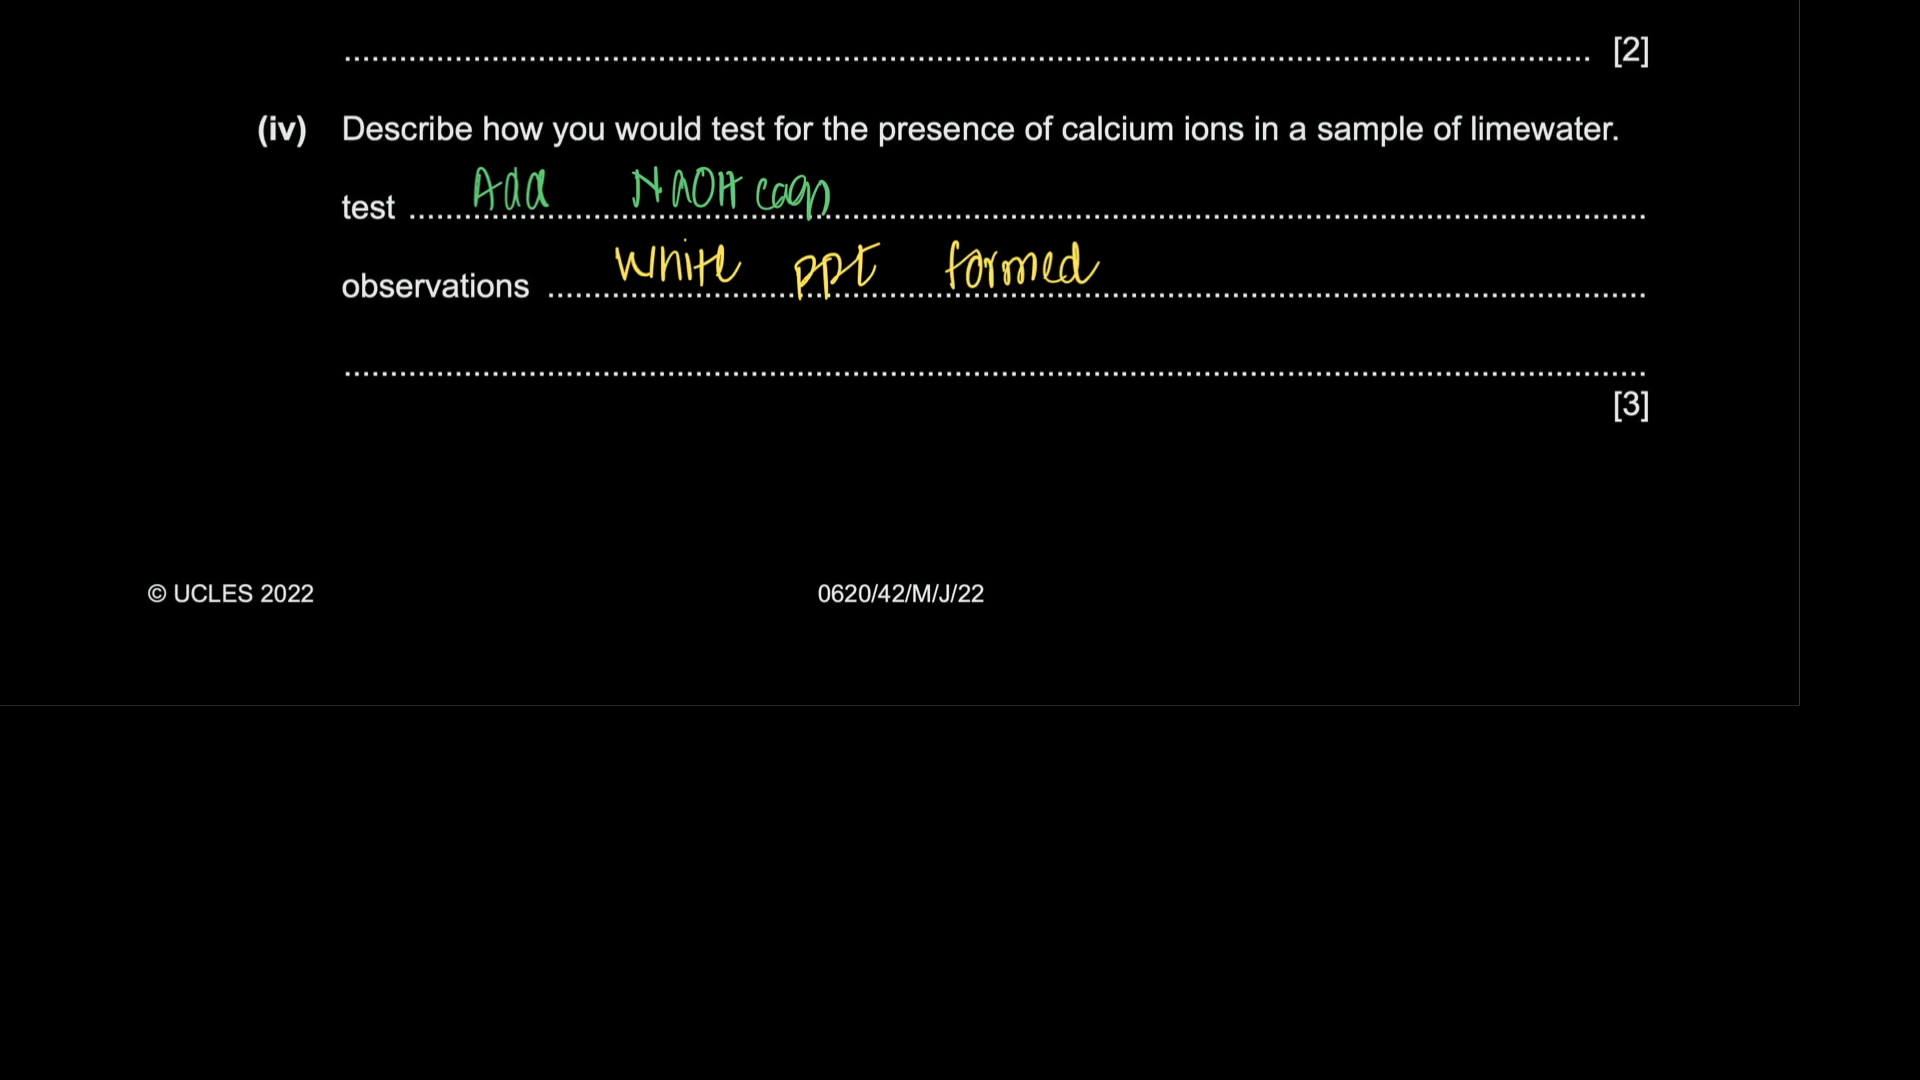 [2]
(iv) Describe how you would test for the presence of calcium ions in a sample of limewater.
test Add NaOH (aq)
observations white ppt formed
[3]
© UCLES 2022 0620/42/M/J/22